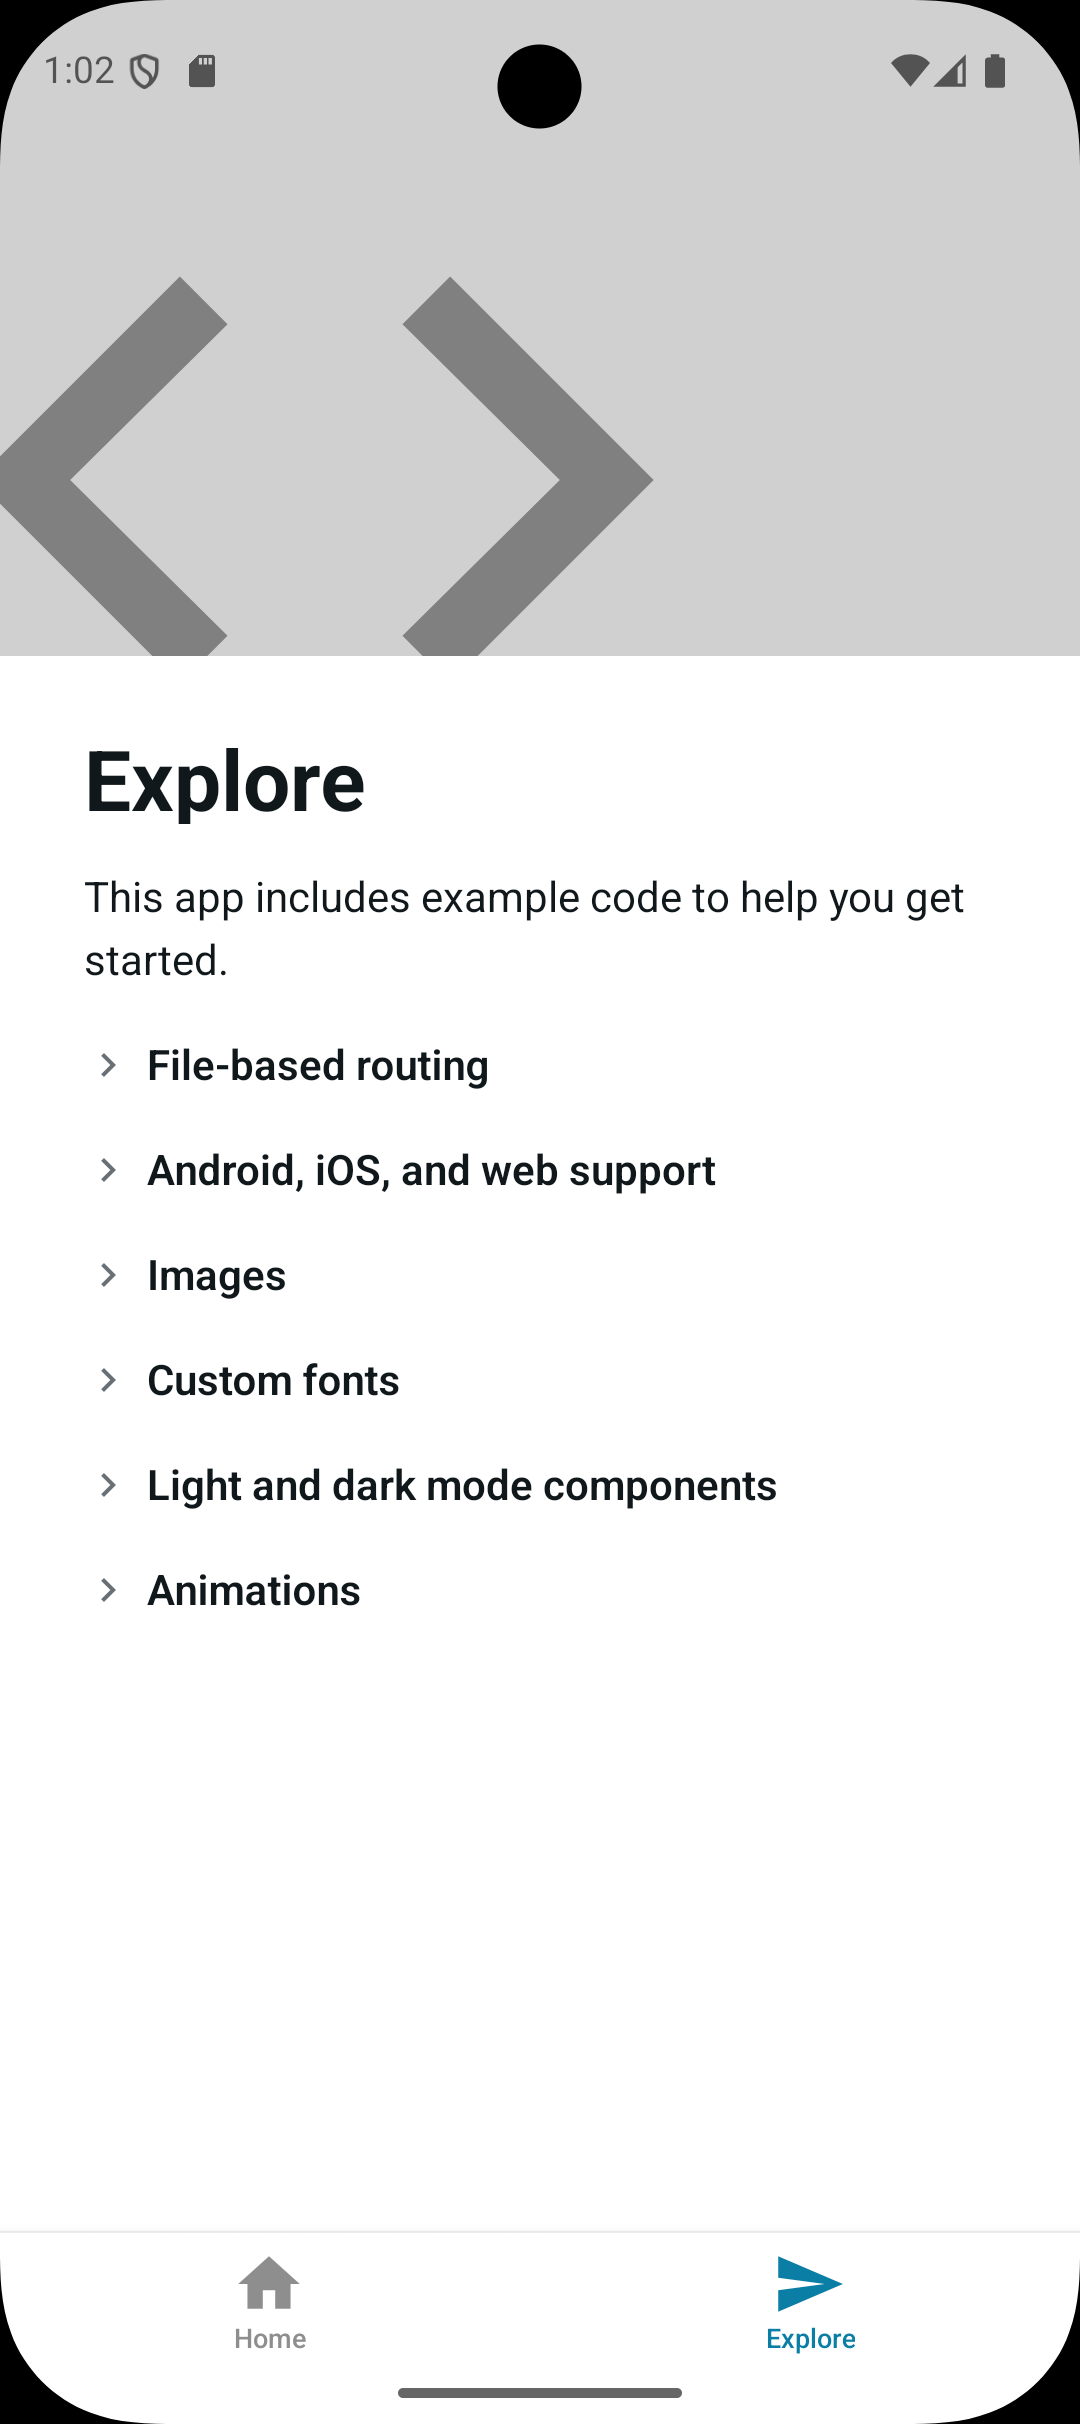 1:02
Explore
This app includes example code to help you get
started.
File-based routing
Android, iOS, and web support
Images
Custom fonts
Light and dark mode components
Animations
Home
Explore